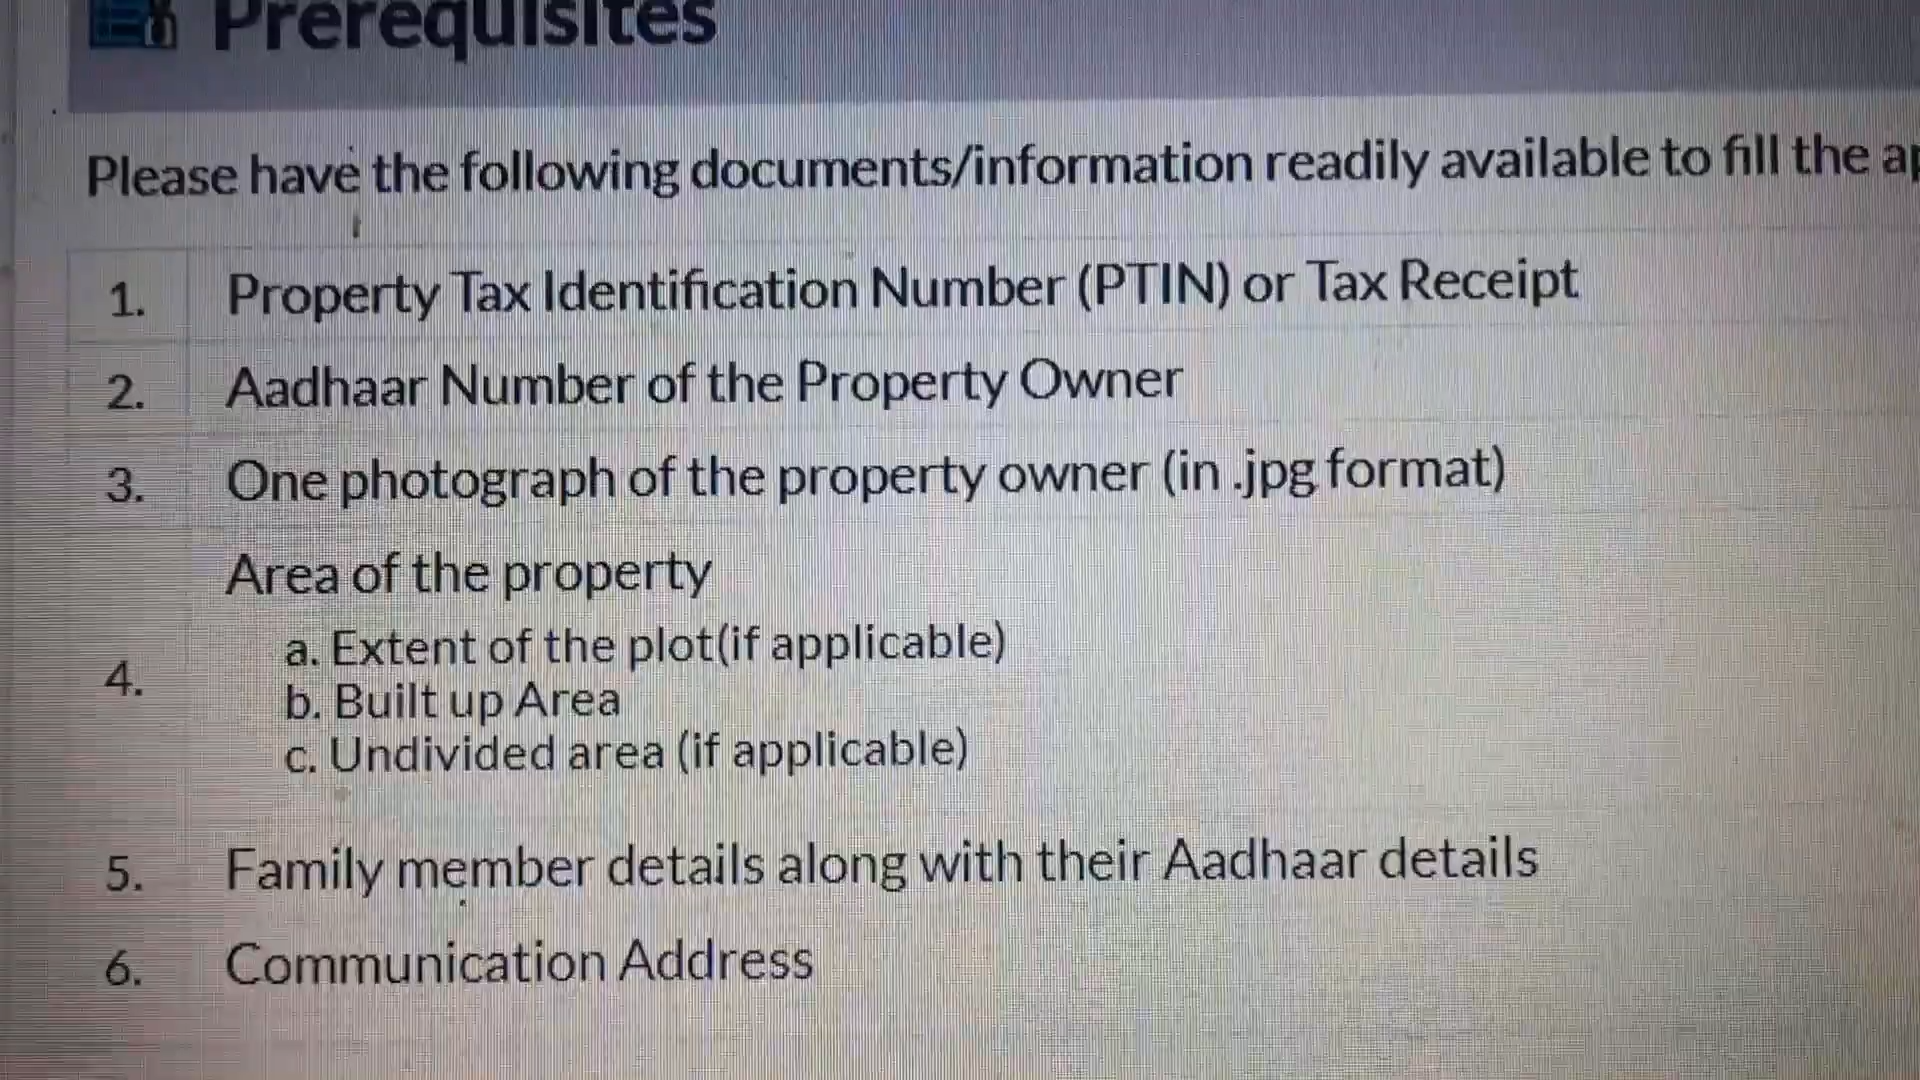 Prerequisites
Please have the following documents/information readily available to fill the
1. Property Tax Identification Number (PTIN) or Tax Receipt
2. Aadhaar Number of the Property Owner
3. One photograph of the property owner (in .jpg format)
Area of the property
a. Extent of the plot(if applicable)
4.
b. Built up Area
c. Undivided area (if applicable)
5. Family member details along with their Aadhaar details
6. Communication Address